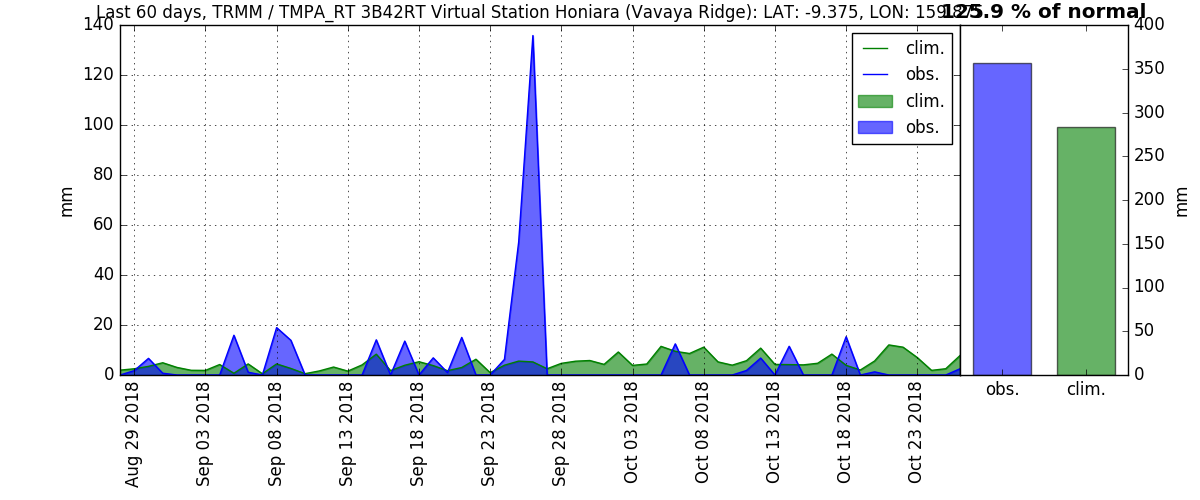 Last 60 days, TRMM / TMPA_RT 3B42RT Virtual Station Honiara (Vavaya Ridge): LAT: -9.375, LON:
125.9 % of normal
140
120
100
80
60
40
20
0
mm
clim.
obs.
clim.
obs.
400
350
300
250
200
150
100
50
0
mm
obs. clim.
Aug 29 2018
Sep 03 2018
Sep 08 2018
Sep 13 2018
Sep 18 2018
Sep 23 2018
Sep 28 2018
Oct 03 2018
Oct 08 2018
Oct 13 2018
Oct 18 2018
Oct 23 2018